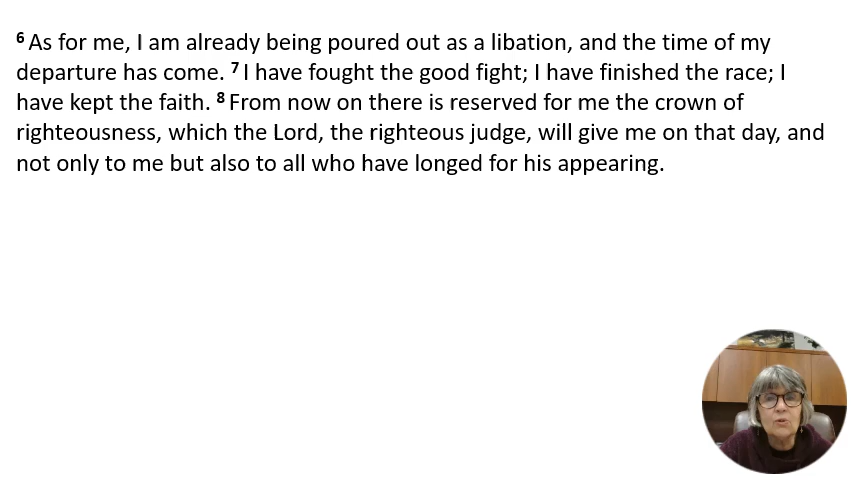 6 As for me, I am already being poured out as a libation, and the time of my
departure has come. 7 I have fought the good fight; I have finished the race; I
have kept the faith. 8 From now on there is reserved for me the crown of
righteousness, which the Lord, the righteous judge, will give me on that day, and
not only to me but also to all who have longed for his appearing.